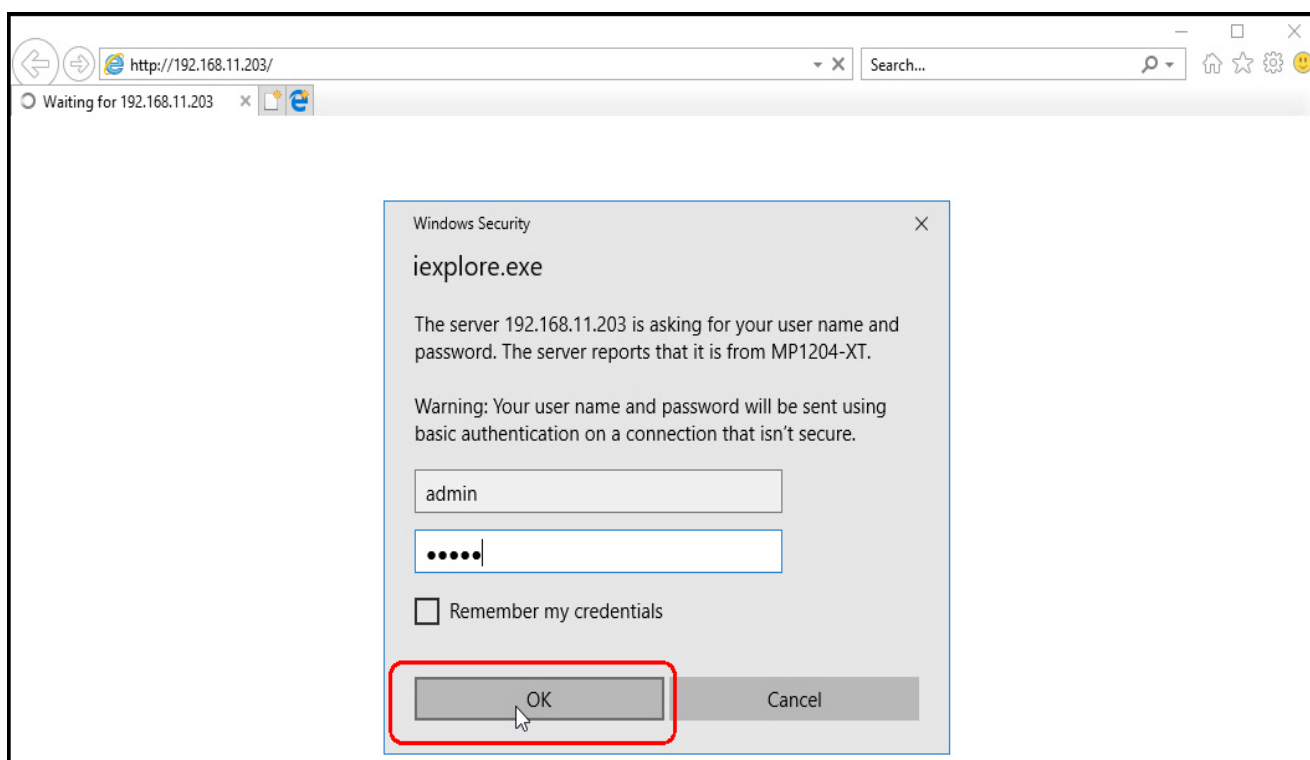 http://192.168.11.203/
Search...
Waiting for 192.168.11.203
Windows Security
iexplore.exe
The server 192.168.11.203 is asking for your user name and
password. The server reports that it is from MP1204-XT.
Warning: Your user name and password will be sent using
basic authentication on a connection that isn't secure.
admin
•••••
Remember my credentials
OK
Cancel